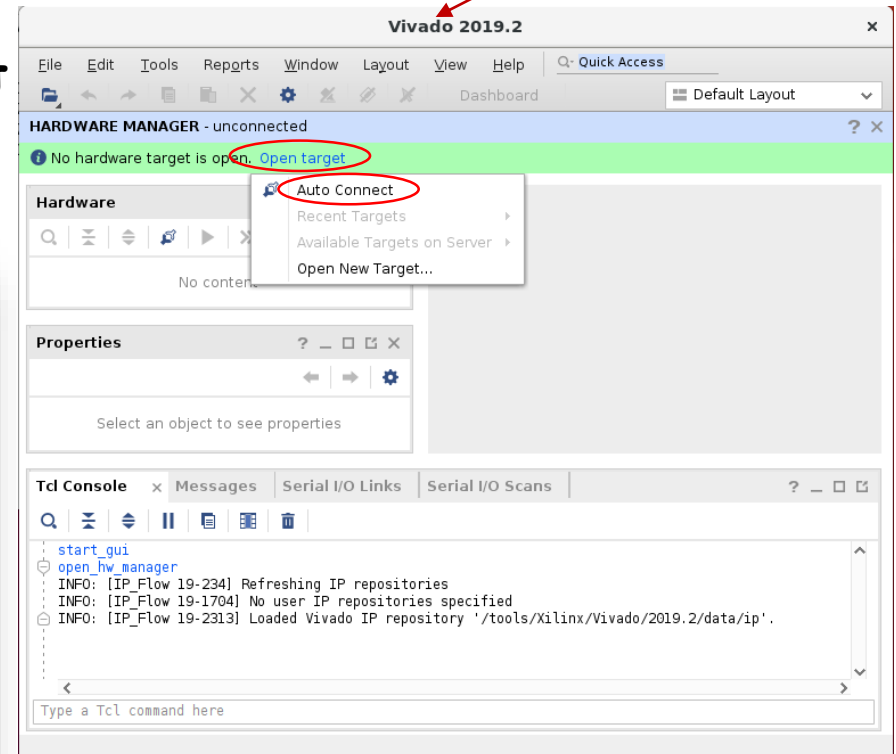 Vivado 2019.2
File Edit Tools Reports Window Layout View Help Quick Access
Dashboard Default Layout
HARDWARE MANAGER - unconnected
No hardware target is open. Open target
Auto Connect
Hardware
Recent Targets
Available Targets on Server
Open New Target...
No content
Properties
Select an object to see properties
Tcl Console Messages Serial I/O Links Serial I/O Scans
start_gui
open_hw_manager
INFO: [IP_Flow 19-234] Refreshing IP repositories
INFO: [IP_Flow 19-1704] No user IP repositories specified
INFO: [IP_Flow 19-2313] Loaded Vivado IP repository '/tools/Xilinx/Vivado/2019.2/data/ip'.
Type a Tcl command here